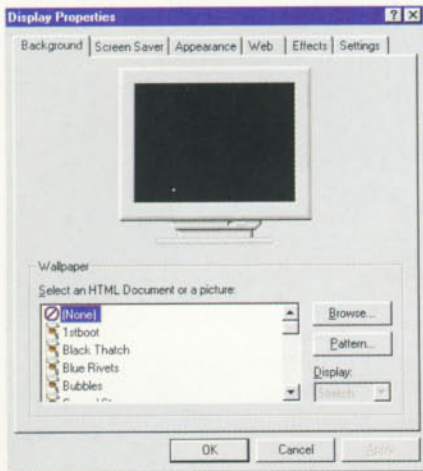 Display Properties
Background Screen Saver Appearance Web Effects Settings
Wallpaper
Select an HTML Document or a picture:
(None)
1stboot
Black Thatch
Blue Rivets
Bubbles
Browse...
Pattern...
Display:
Stretch
OK Cancel Apply